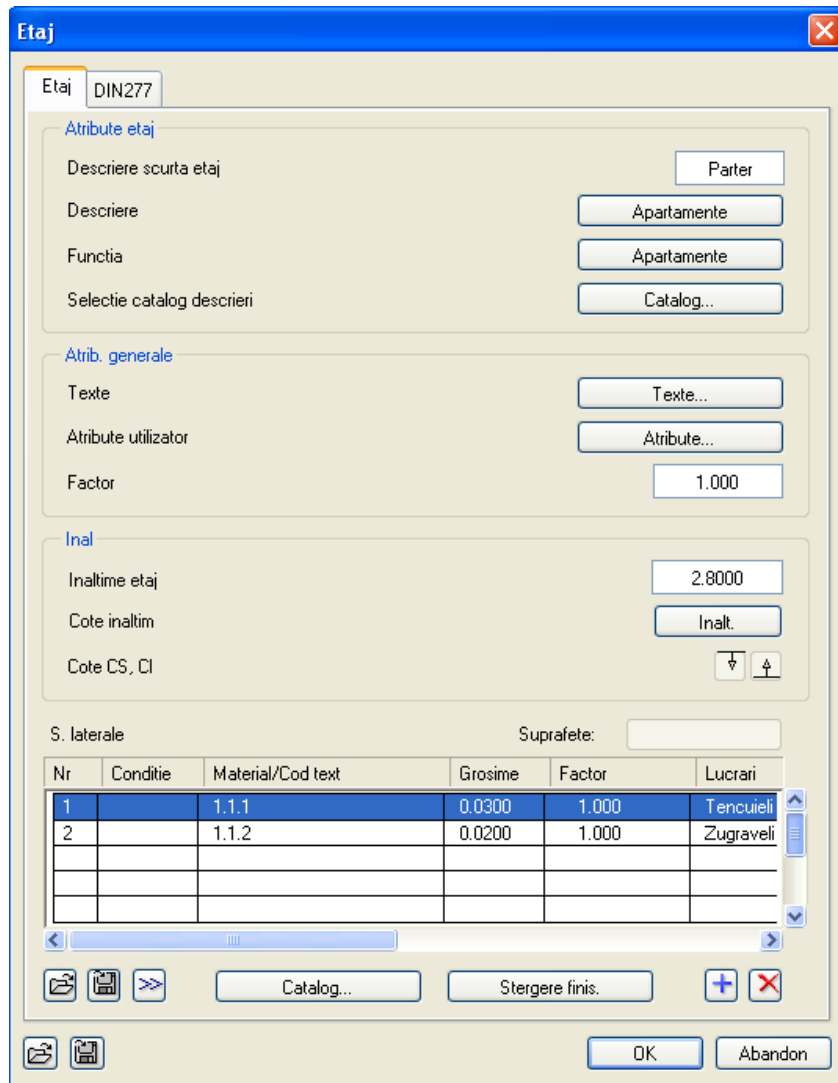 Etaj
Etaj DIN277
Atribute etaj
Descriere scurta etaj Parter
Descriere Apartamente
Functia Apartamente
Selectie catalog descrieri Catalog...
Atrib. generale
Texte Texte...
Atribute utilizator Atribute...
Factor 1.000
Inal
Inaltime etaj 2.8000
Cote inaltim Inalt.
Cote CS, CI
S. laterale Suprafete:
Nr Conditie Material/Cod text Grosime Factor Lucrari
1 1.1.1 0.0300 1.000 Tencuieli
2 1.1.2 0.0200 1.000 Zugraveli
>> Catalog... Stergere finis.
OK Abandon